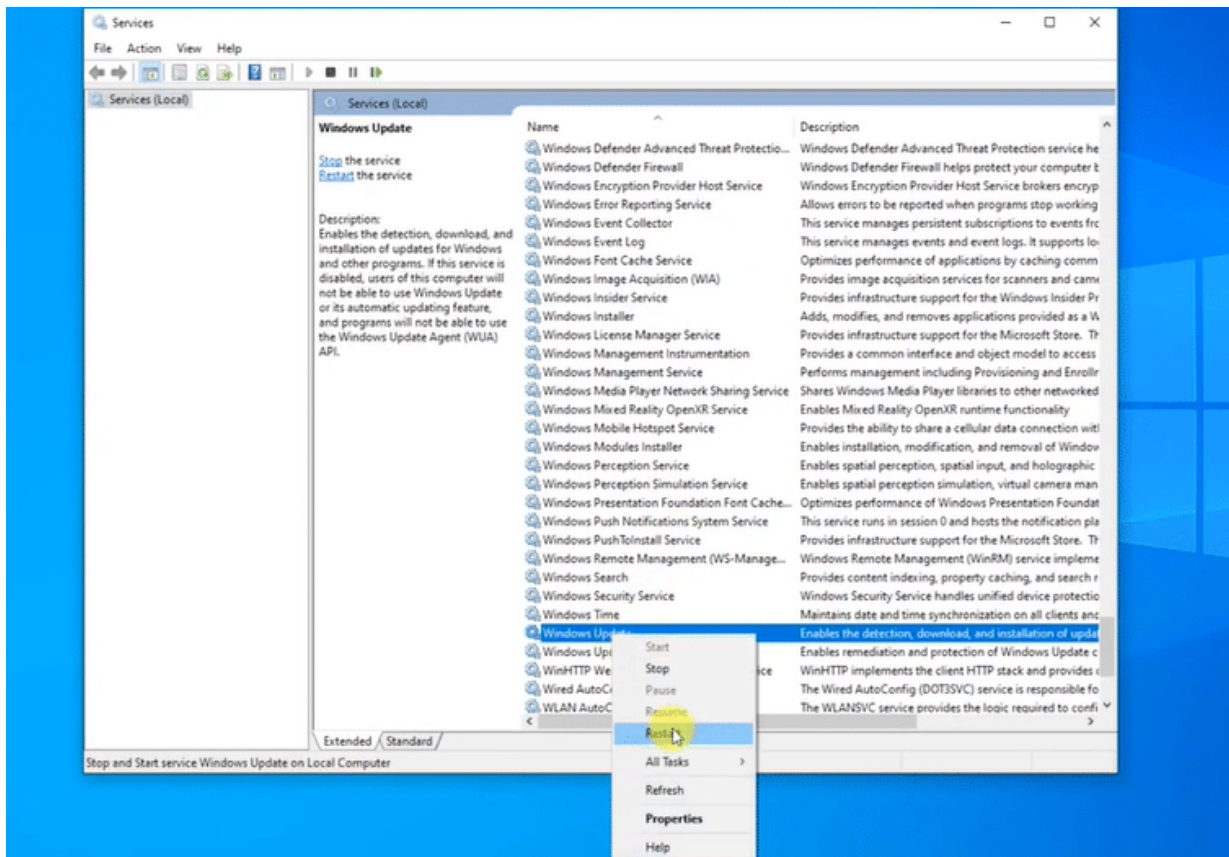 Services
File Action View Help
Services (Local)
Services (Local)
Windows Update
Stop the service
Restart the service
Description:
Enables the detection, download, and
installation of updates for Windows
and other programs. If this service is
disabled, users of this computer will
not be able to use Windows Update
or its automatic updating feature,
and programs will not be able to use
the Windows Update Agent (WUA)
API.
Name Description
Windows Defender Advanced Threat Protectio... Windows Defender Advanced Threat Protection service he
Windows Defender Firewall Windows Defender Firewall helps protect your computer b
Windows Encryption Provider Host Service Windows Encryption Provider Host Service brokers encryp
Windows Error Reporting Service Allows errors to be reported when programs stop working
Windows Event Collector This service manages persistent subscriptions to events frc
Windows Event Log This service manages events and event logs. It supports lo
Windows Font Cache Service Optimizes performance of applications by caching comm
Windows Image Acquisition (WIA) Provides image acquisition services for scanners and came
Windows Insider Service Provides infrastructure support for the Windows Insider Pr
Windows Installer Adds, modifies, and removes applications provided as a W
Windows License Manager Service Provides infrastructure support for the Microsoft Store. Th
Windows Management Instrumentation Provides a common interface and object model to access
Windows Management Service Performs management including Provisioning and Enrollr
Windows Media Player Network Sharing Service Shares Windows Media Player libraries to other networked
Windows Mixed Reality OpenXR Service Enables Mixed Reality OpenXR runtime functionality
Windows Mobile Hotspot Service Provides the ability to share a cellular data connection witl
Windows Modules Installer Enables installation, modification, and removal of Window
Windows Perception Service Enables spatial perception, spatial input, and holographic
Windows Perception Simulation Service Enables spatial perception simulation, virtual camera man
Windows Presentation Foundation Font Cache... Optimizes performance of Windows Presentation Foundat
Windows Push Notifications System Service This service runs in session 0 and hosts the notification pla
Windows PushToInstall Service Provides infrastructure support for the Microsoft Store. Th
Windows Remote Management (WS-Manage... Windows Remote Management (WinRM) service impleme
Windows Search Provides content indexing, property caching, and search r
Windows Security Service Windows Security Service handles unified device protectio
Windows Time Maintains date and time synchronization on all clients and
Windows Update Enables the detection, download, and installation of updat
Windows Upd Enables remediation and protection of Windows Update c
WinHTTP We ice WinHTTP implements the client HTTP stack and provides
Wired AutoC The Wired AutoConfig (DOT3SVC) service is responsible fo
WLAN AutoC The WLANSVC service provides the logic required to confi
Start
Stop
Pause
Resume
Restart
All Tasks
Refresh
Properties
Help
Extended Standard
Stop and Start service Windows Update on Local Computer